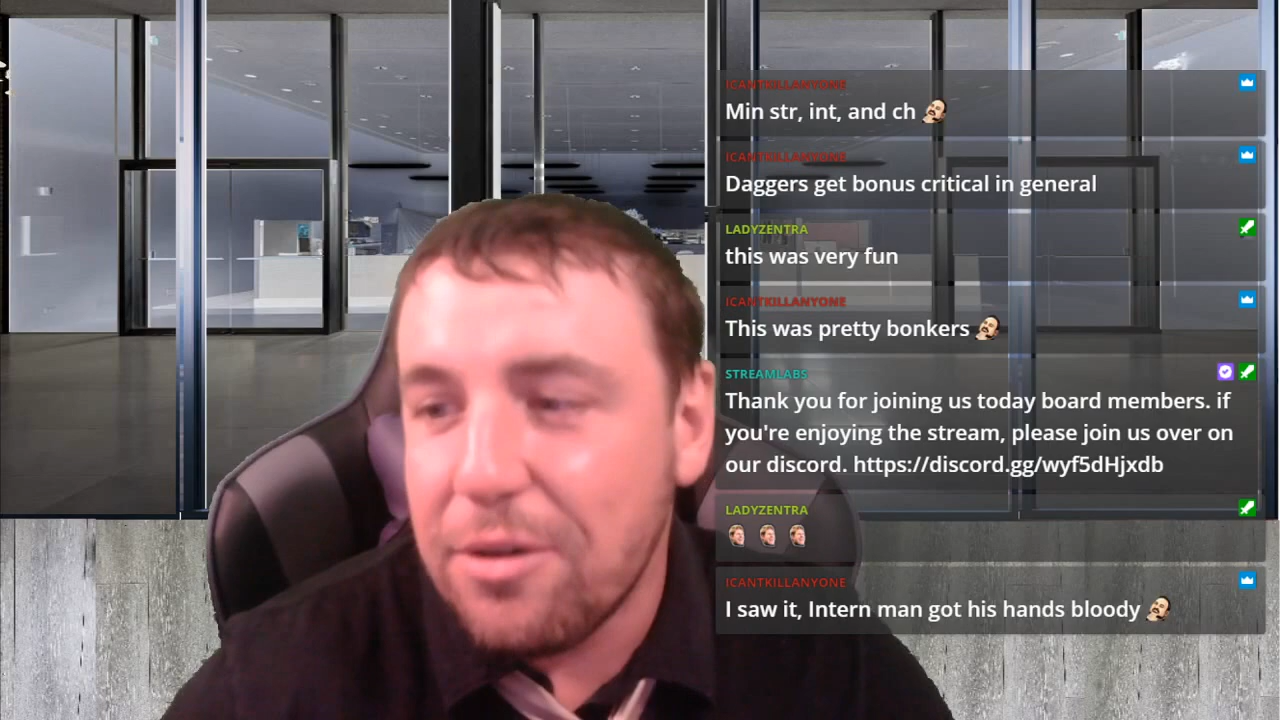 ICANTKILLANYONE
Min str, int, and ch
ICANTKILLANYONE
Daggers get bonus critical in general
LADYZENTRA
this was very fun
ICANTKILLANYONE
This was pretty bonkers
STREAMLABS
Thank you for joining us today board members. if
you're enjoying the stream, please join us over on
our discord. https://discord.gg/wyf5dHjxdb
LADYZENTRA
ICANTKILLANYONE
I saw it, Intern man got his hands bloody